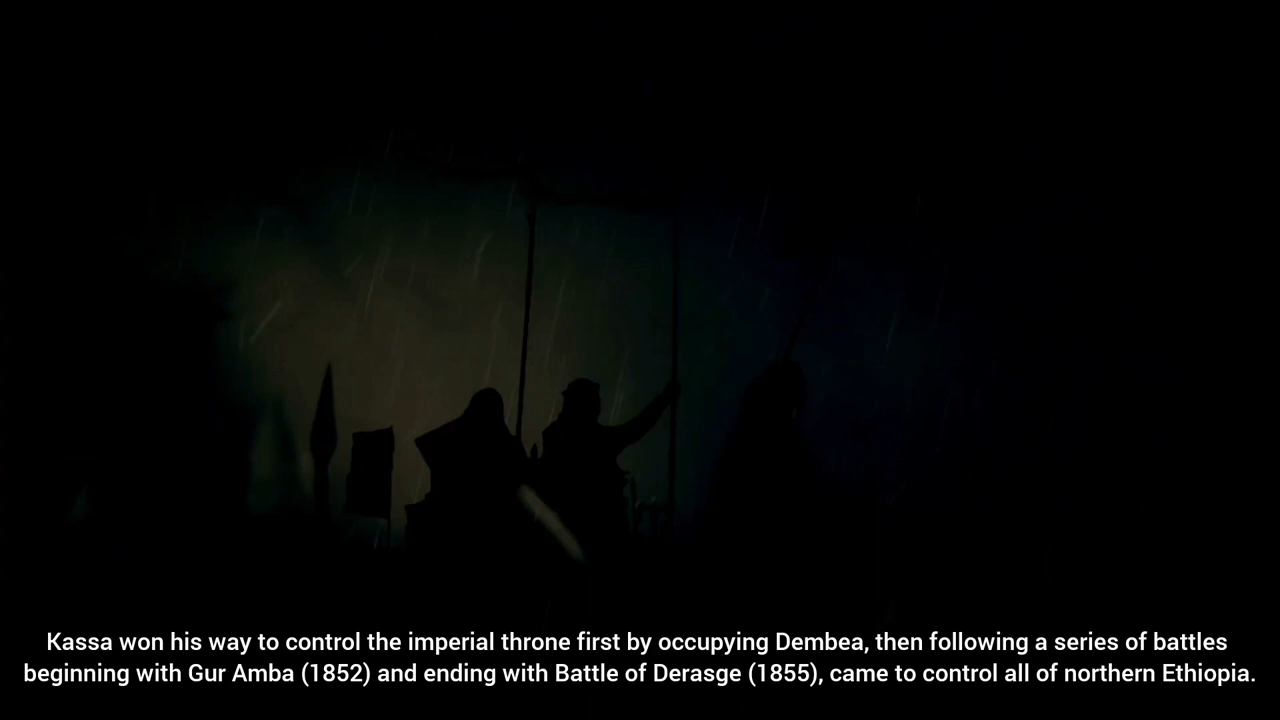 Kassa won his way to control the imperial throne first by occupying Dembea, then following a series of battles
beginning with Gur Amba (1852) and ending with Battle of Derasge (1855), came to control all of northern Ethiopia.